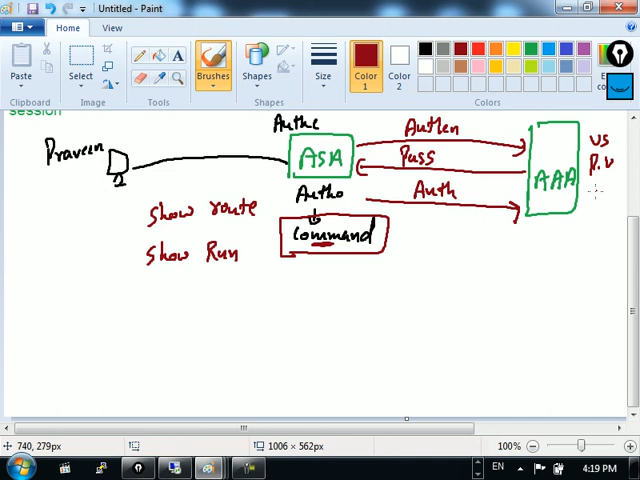 Untitled - Paint
Home
View
Paste
Select
Brushes
Shapes
Size
Color
1
Color
2
Clipboard
Image
Tools
Colors
session
Authe
Praveen
ASA
Authen
Pass
AAA
US
Autho
Auth
show route
Command
show Run
740, 279px
1006 × 562px
100%
EN
4:19 PM